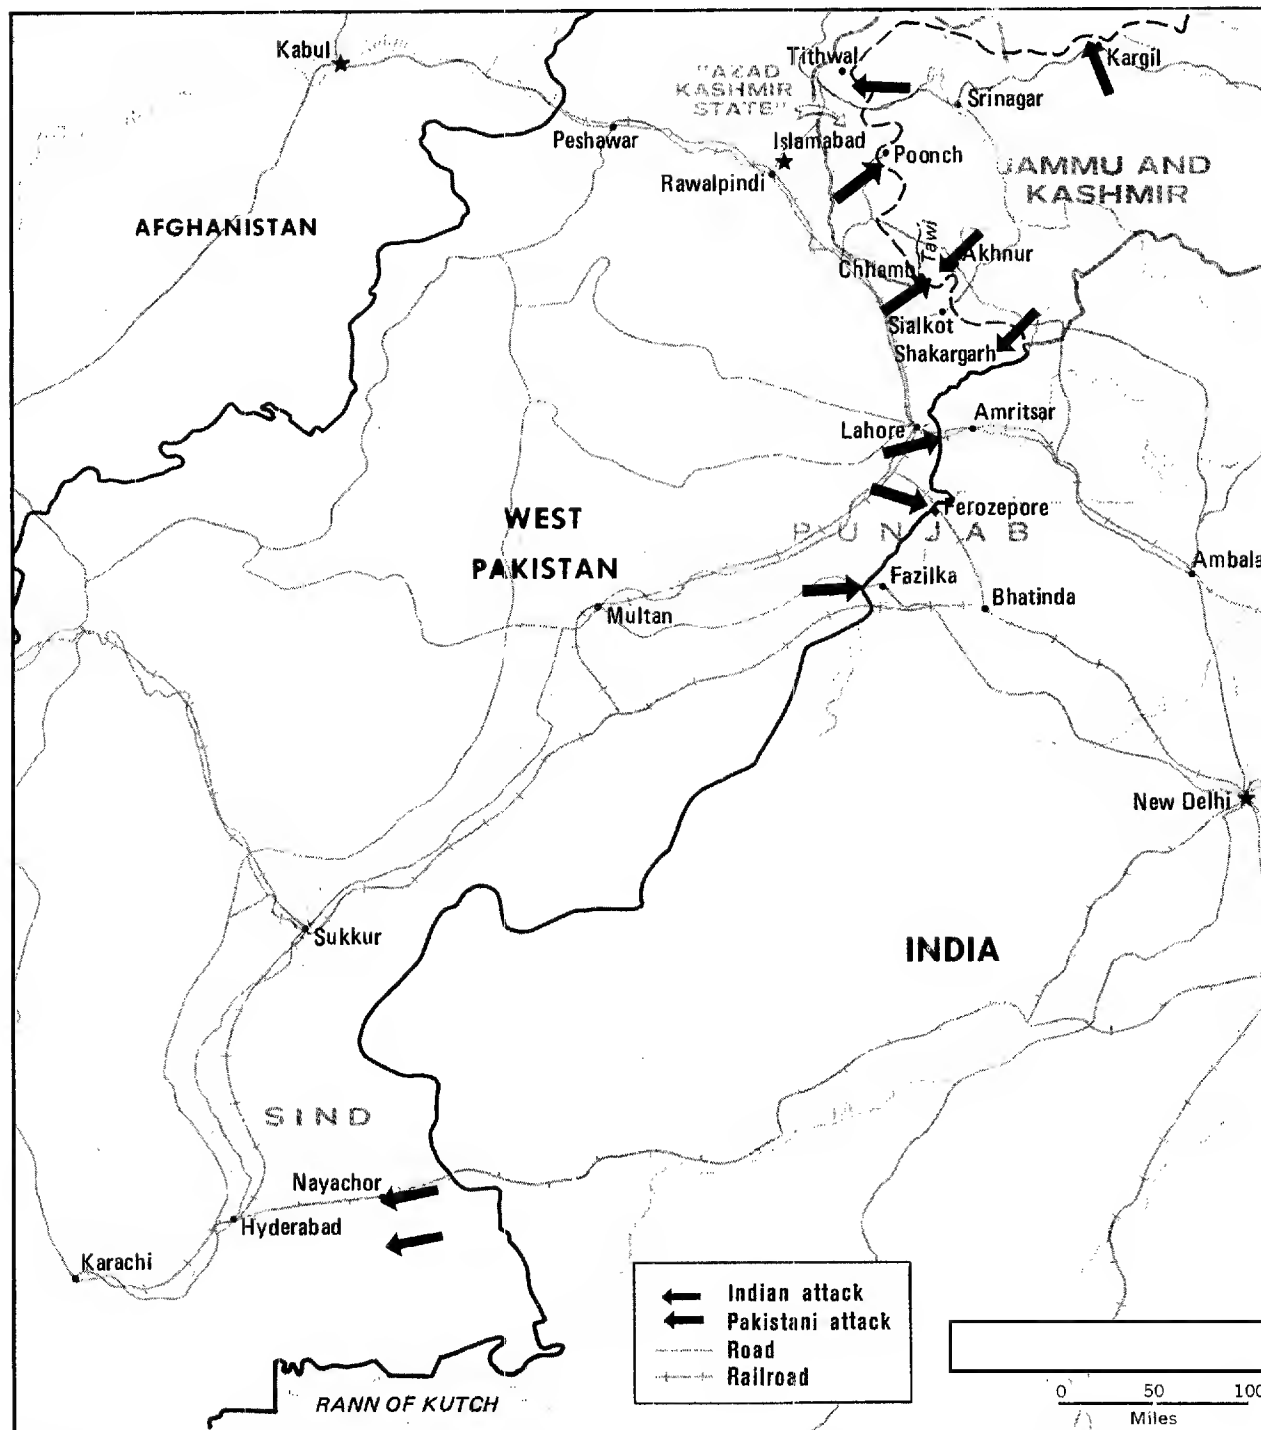 Kabul
Tithwal
Kargil
"AZAD
KASHMIR
STATE"
Srinagar
Peshawar
Islamabad
Poonch
Rawalpindi
JAMMU AND
KASHMIR
AFGHANISTAN
Tawi
Akhnur
Chhamb
Sialkot
Shakargarh
Amritsar
Lahore
WEST
PAKISTAN
Ferozepore
PUNJAB
Ambala
Fazilka
Bhatinda
Multan
New Delhi
Sukkur
INDIA
SIND
Nayachor
Hyderabad
Karachi
Indian attack
Pakistani attack
Road
Railroad
RANN OF KUTCH
0 50 100
Miles